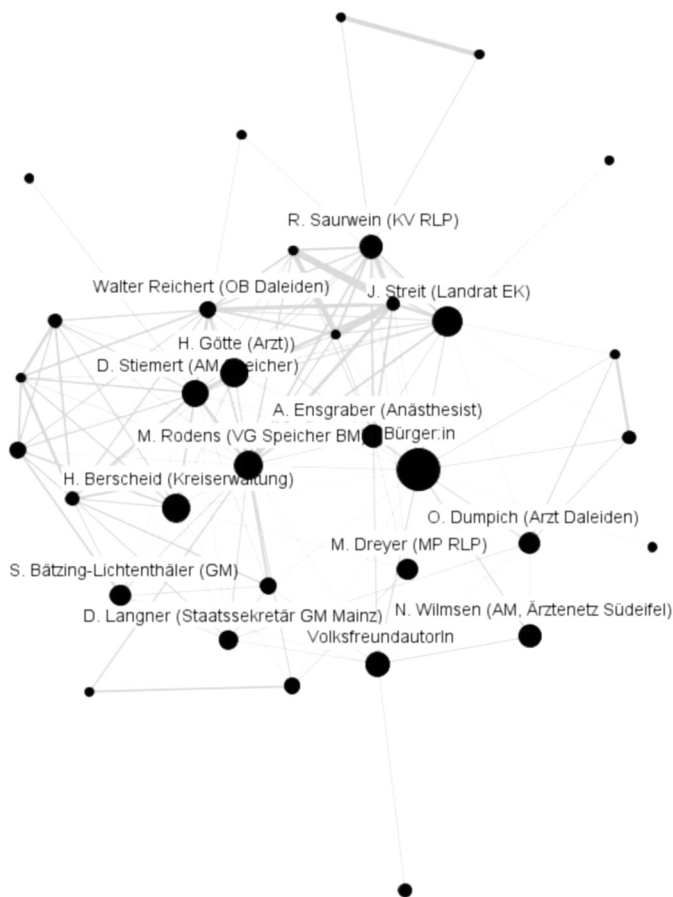 R. Saurwein (KV RLP)
Walter Reichert (OB Daleiden)
J. Streit (Landrat EK)
H. Götte (Arzt))
D. Stiemert (AM Speicher)
A. Ensgraber (Anästhesist)
M. Rodens (VG Speicher BM)
Bürger:in
H. Berscheid (Kreiserwaltung)
O. Dumpich (Arzt Daleiden)
M. Dreyer (MP RLP)
S. Bätzing-Lichtenthäler (GM)
D. Langner (Staatssekretär GM Mainz)
N. Wilmsen (AM, Ärztenetz Südeifel)
VolksfreundautorIn